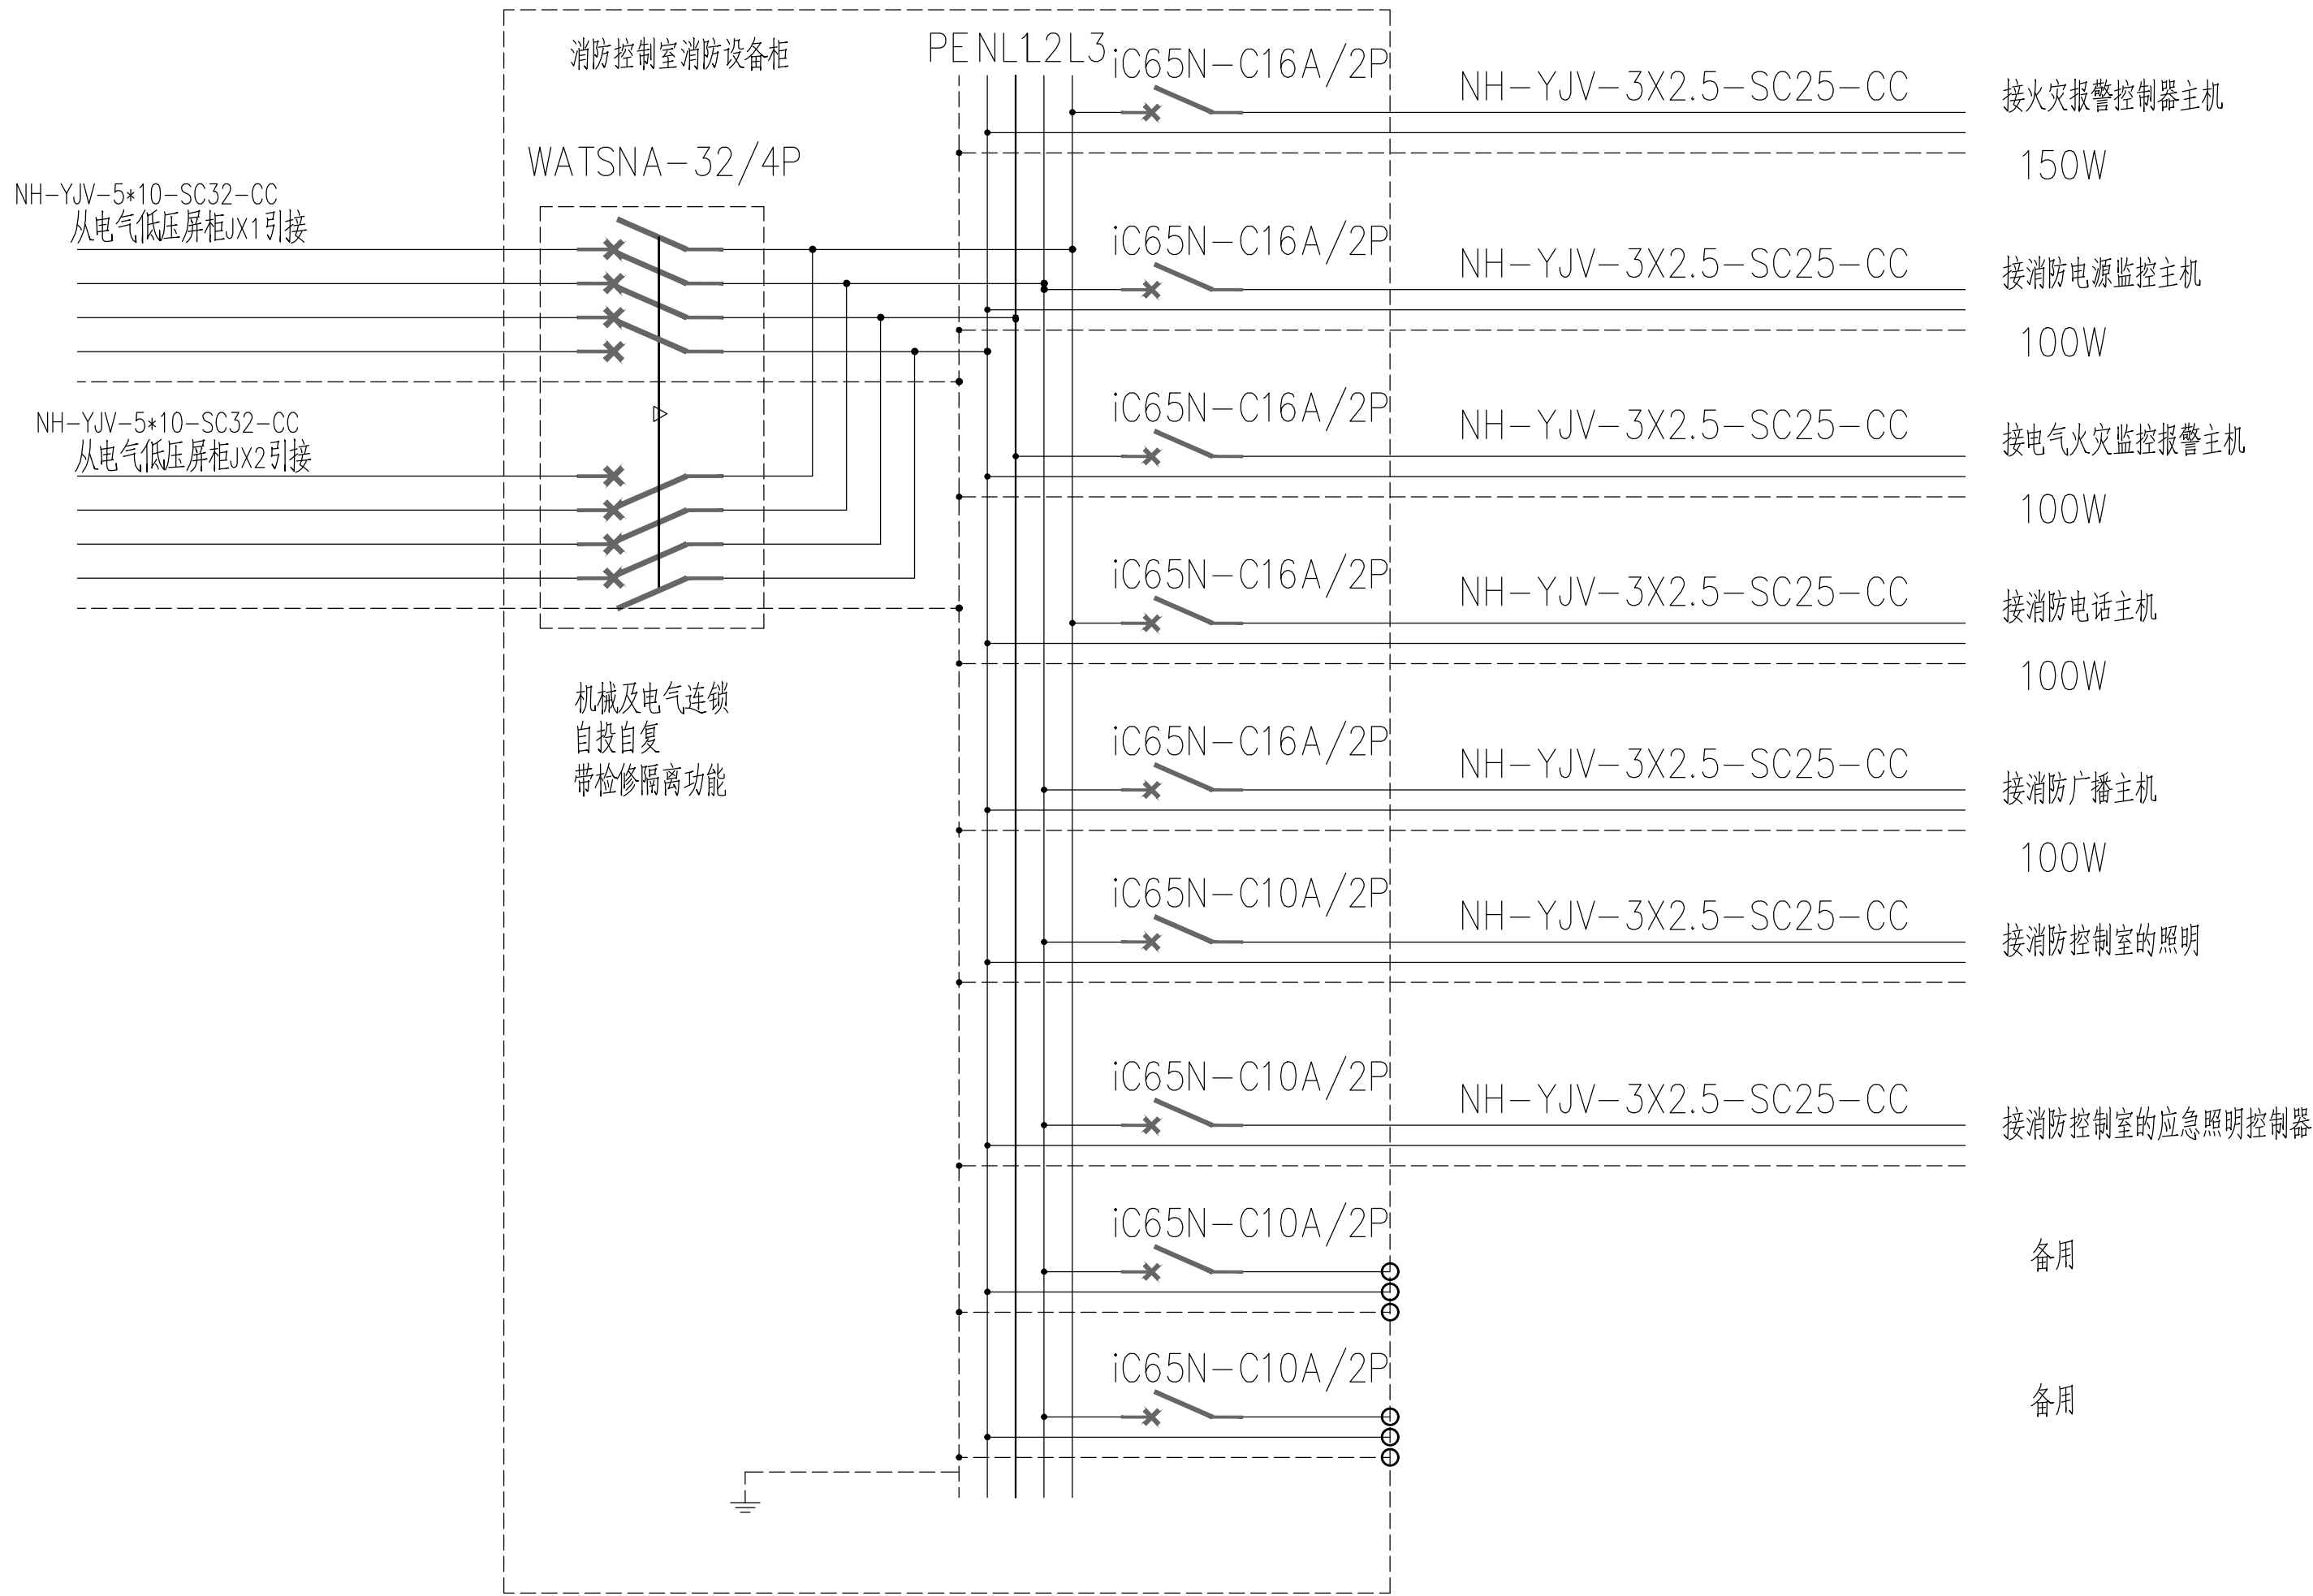 消防控制室消防设备柜
PE N L1 L2 L3
WATSNA-32/4P
NH-YJV-5*10-SC32-CC
从电气低压屏柜JX1引接
NH-YJV-5*10-SC32-CC
从电气低压屏柜JX2引接
机械及电气连锁
自投自复
带检修隔离功能
iC65N-C16A/2P
NH-YJV-3X2.5-SC25-CC
接火灾报警控制器主机
150W
iC65N-C16A/2P
NH-YJV-3X2.5-SC25-CC
接消防电源监控主机
100W
iC65N-C16A/2P
NH-YJV-3X2.5-SC25-CC
接电气火灾监控报警主机
100W
iC65N-C16A/2P
NH-YJV-3X2.5-SC25-CC
接消防电话主机
100W
iC65N-C16A/2P
NH-YJV-3X2.5-SC25-CC
接消防广播主机
100W
iC65N-C10A/2P
NH-YJV-3X2.5-SC25-CC
接消防控制室的照明
iC65N-C10A/2P
NH-YJV-3X2.5-SC25-CC
接消防控制室的应急照明控制器
iC65N-C10A/2P
备用
iC65N-C10A/2P
备用